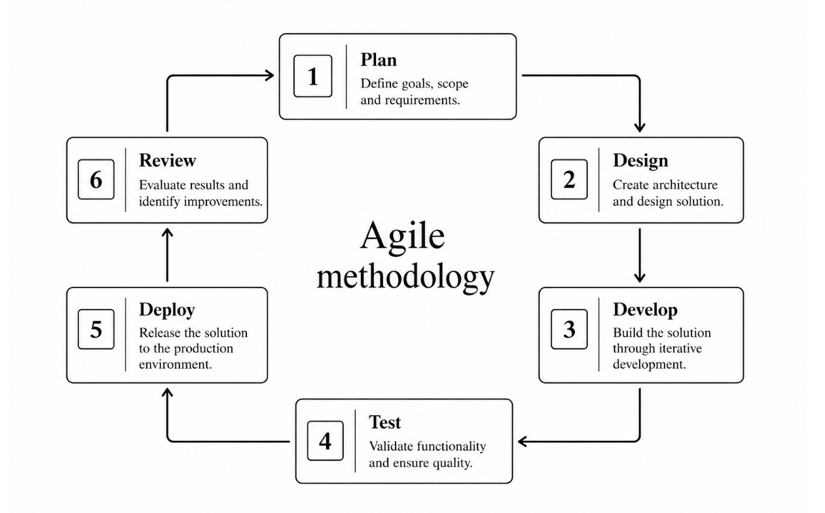 Agile
methodology
1
Plan
Define goals, scope
and requirements.
2
Design
Create architecture
and design solution.
3
Develop
Build the solution
through iterative
development.
4
Test
Validate functionality
and ensure quality.
5
Deploy
Release the solution
to the production
environment.
6
Review
Evaluate results and
identify improvements.